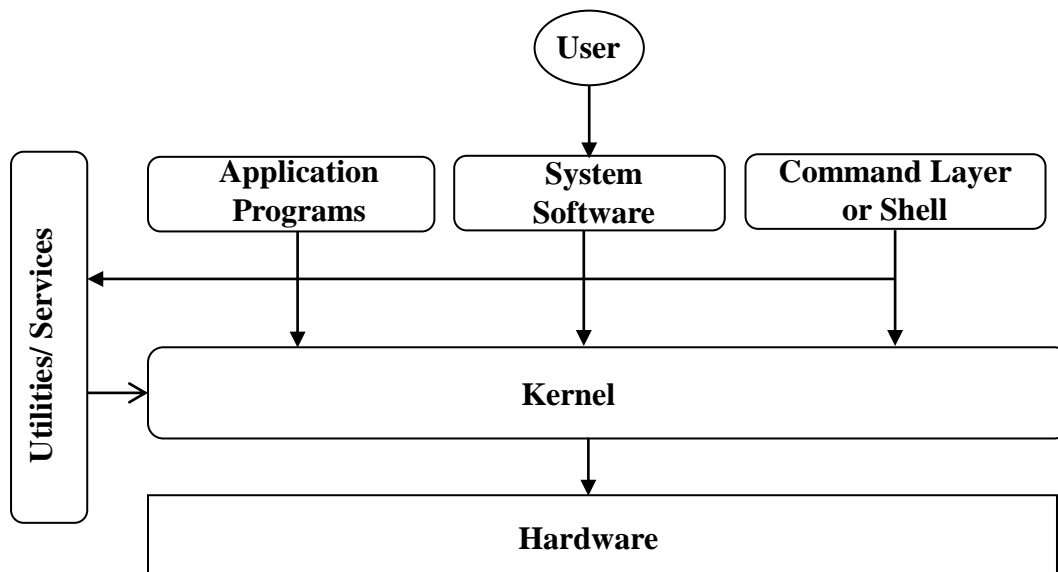 User
Application
Programs
System
Software
Command Layer
or Shell
Utilities/ Services
Kernel
Hardware